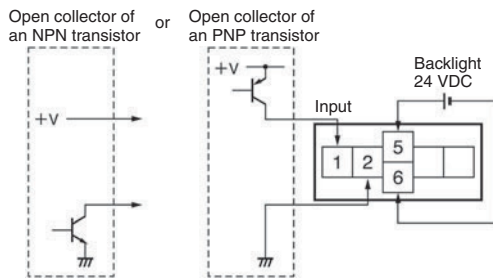 Open collector of
an NPN transistor
or
Open collector of
an PNP transistor
Backlight
24 VDC
+V
Input
+V
1
2
5
6